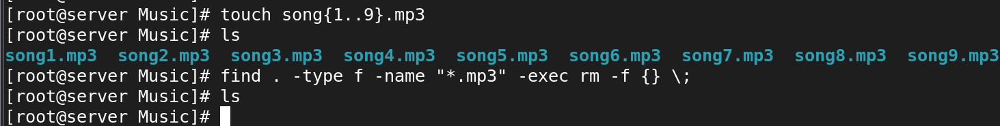 [root@server Music]# touch song{1..9}.mp3
[root@server Music]# ls
song1.mp3  song2.mp3  song3.mp3  song4.mp3  song5.mp3  song6.mp3  song7.mp3  song8.mp3  song9.mp3
[root@server Music]# find . -type f -name "*.mp3" -exec rm -f {} \;
[root@server Music]# ls
[root@server Music]#